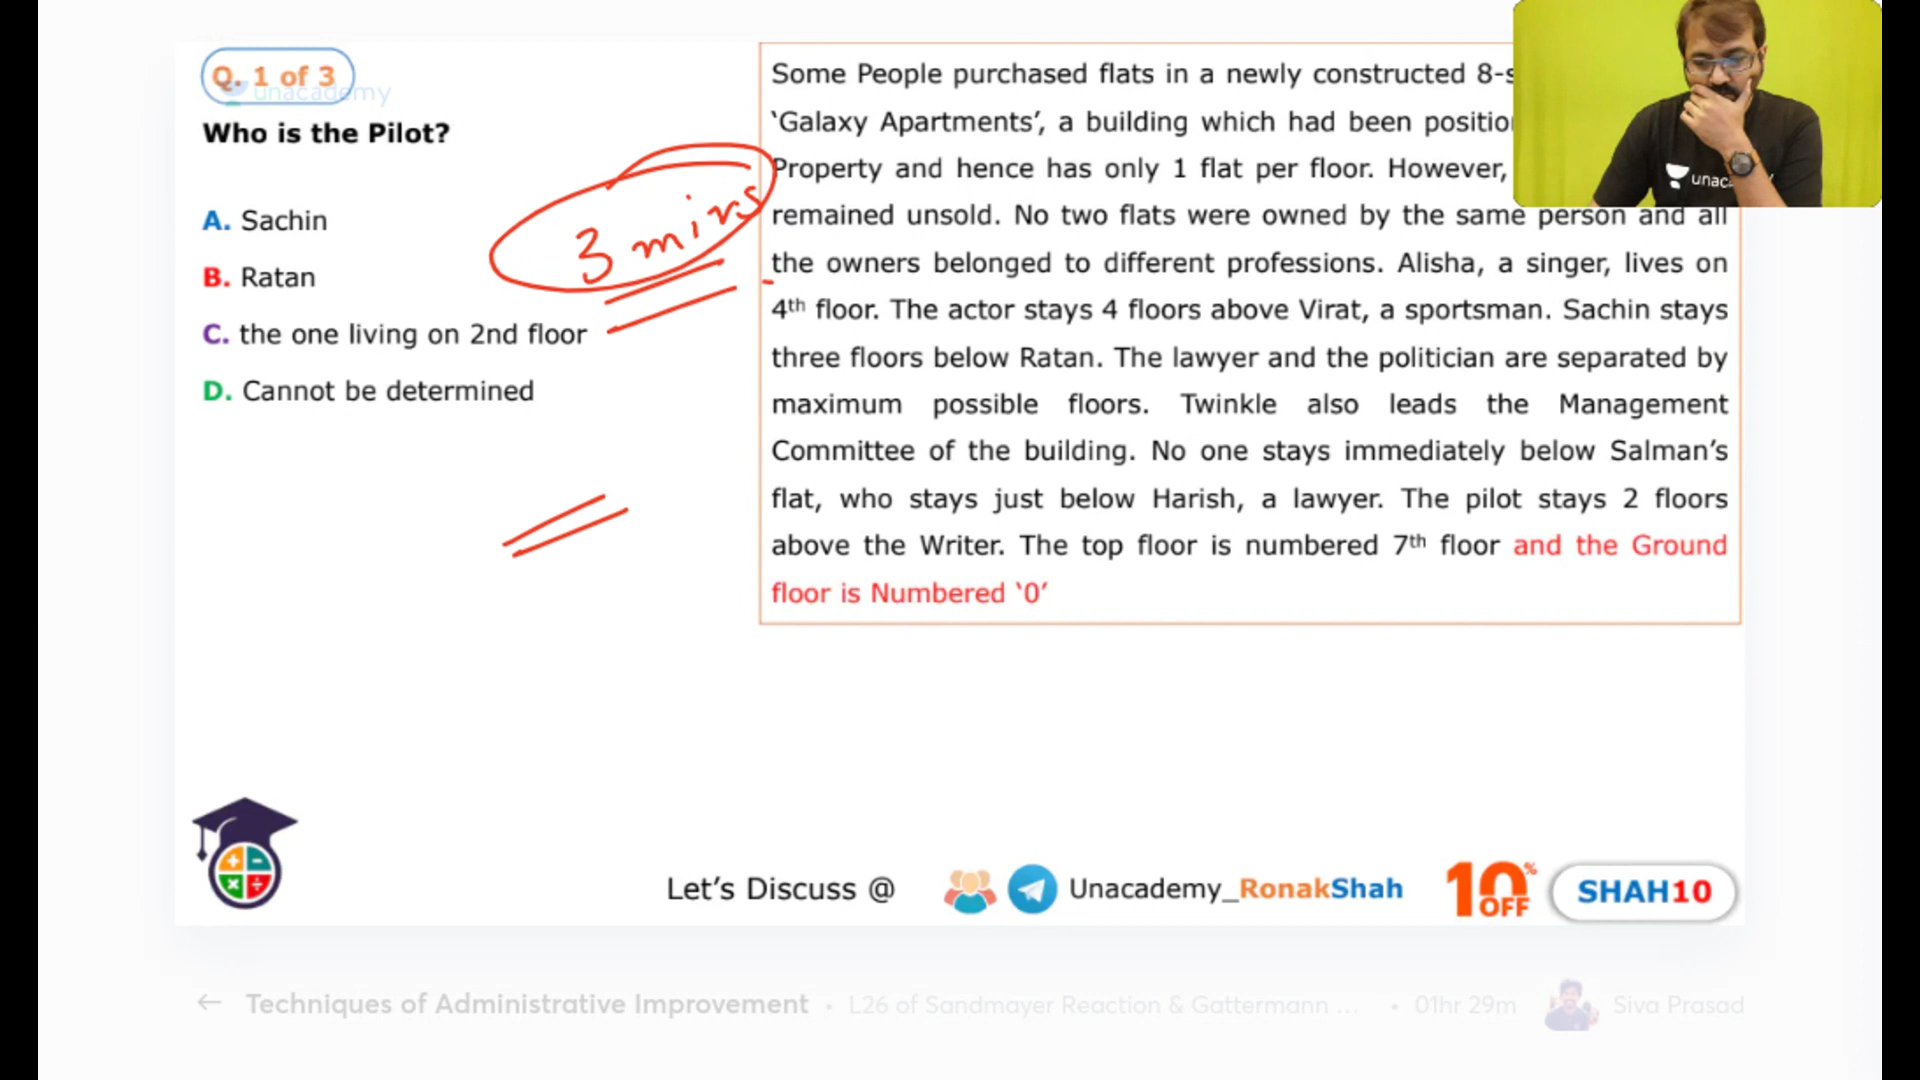 Q. 1 of 3
unacademy
Who is the Pilot?
A. Sachin
B. Ratan
C. the one living on 2nd floor
D. Cannot be determined
3 mins
Some People purchased flats in a newly constructed 8-s
‘Galaxy Apartments’, a building which had been position
Property and hence has only 1 flat per floor. However,
remained unsold. No two flats were owned by the same person and all
the owners belonged to different professions. Alisha, a singer, lives on
4th floor. The actor stays 4 floors above Virat, a sportsman. Sachin stays
three floors below Ratan. The lawyer and the politician are separated by
maximum possible floors. Twinkle also leads the Management
Committee of the building. No one stays immediately below Salman’s
flat, who stays just below Harish, a lawyer. The pilot stays 2 floors
above the Writer. The top floor is numbered 7th floor and the Ground
floor is Numbered ‘0’
Let’s Discuss @ Unacademy_RonakShah
10% OFF
SHAH10
← Techniques of Administrative Improvement • L26 of Sandmayer Reaction & Gattermann ... • 01hr 29m Siva Prasad